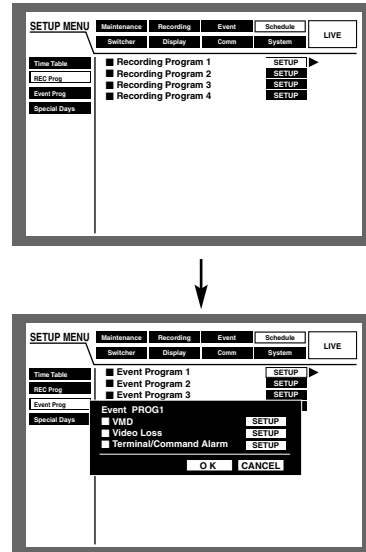 SETUP MENU Maintenance Recording Event Schedule LIVE
Switcher Display Comm System
Time Table
REC Prog
Event Prog
Special Days
Recording Program 1 SETUP
Recording Program 2 SETUP
Recording Program 3 SETUP
Recording Program 4 SETUP
SETUP MENU Maintenance Recording Event Schedule LIVE
Switcher Display Comm System
Time Table
REC Prog
Event Prog
Special Days
Event Program 1 SETUP
Event Program 2 SETUP
Event Program 3 SETUP
Event PROG1
VMD SETUP
Video Loss SETUP
Terminal/Command Alarm SETUP
O K CANCEL